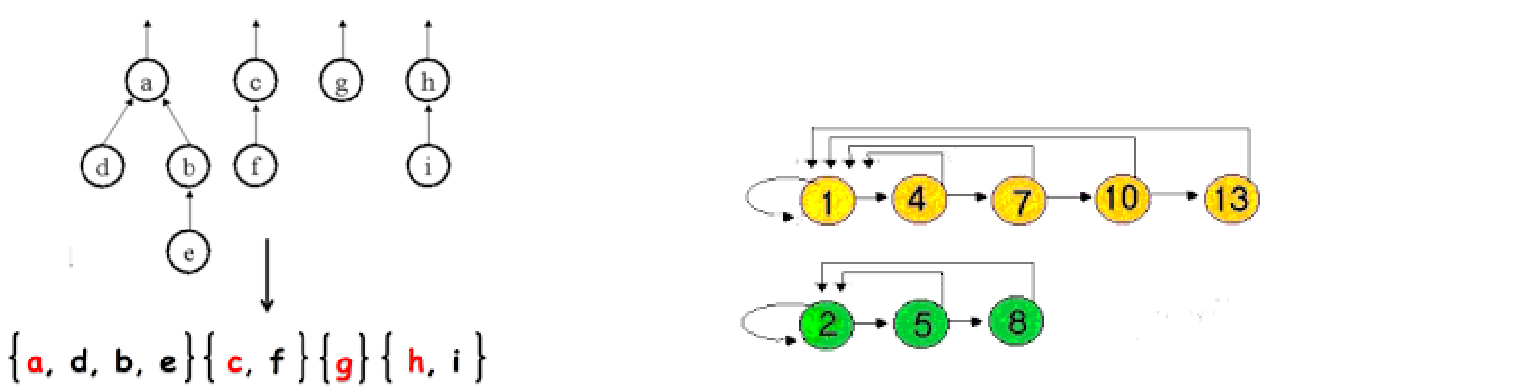 a c g h
d b f i
1 4 7 10 13
e
2 5 8
{a, d, b, e}{c, f}{g}{h, i}